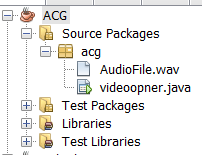 ACG
Source Packages
acg
AudioFile.wav
videoopner.java
Test Packages
Libraries
Test Libraries